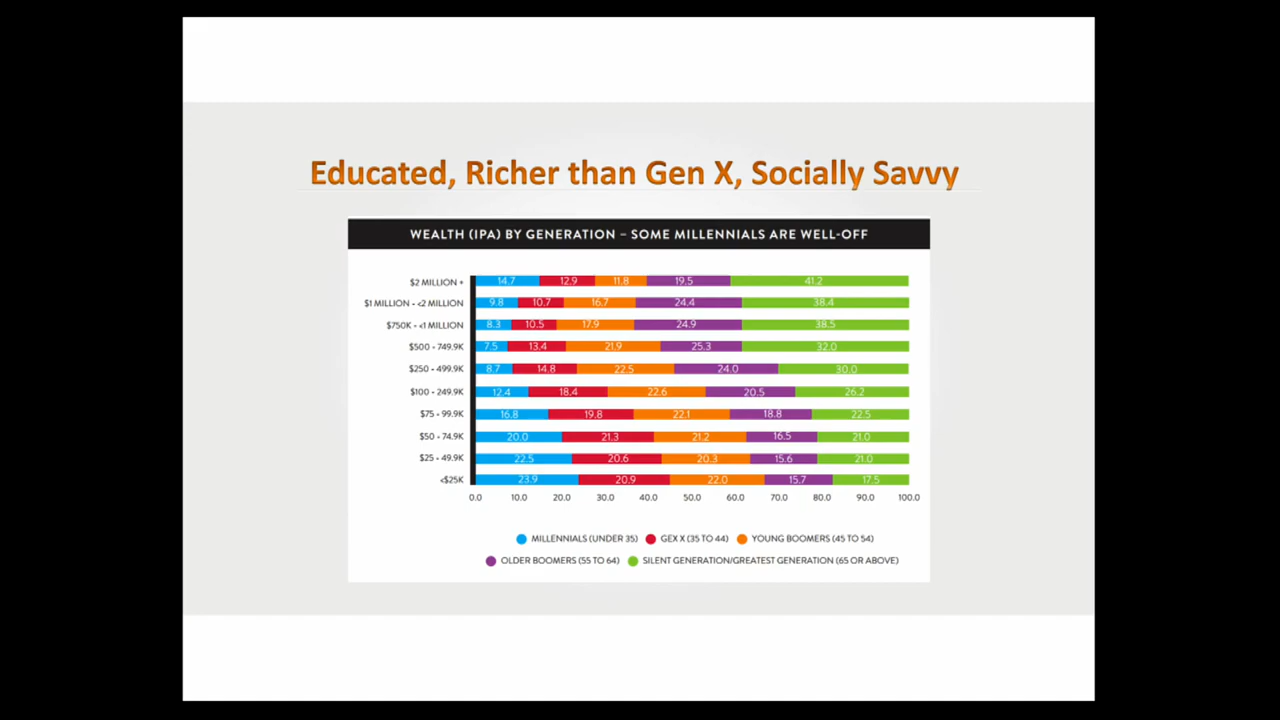 Educated, Richer than Gen X, Socially Savvy
WEALTH (IPA) BY GENERATION – SOME MILLENNIALS ARE WELL-OFF
$2 MILLION + 14.7 12.9 11.8 19.5 41.2
$1 MILLION - <2 MILLION 9.8 10.7 16.7 24.4 38.4
$750K - <1 MILLION 8.3 10.5 17.9 24.9 38.5
$500 - 749.9K 7.5 13.4 21.9 25.3 32.0
$250 - 499.9K 8.7 14.8 22.5 24.0 30.0
$100 - 249.9K 12.4 18.4 22.6 20.5 26.2
$75 - 99.9K 16.8 19.8 22.1 18.8 22.5
$50 - 74.9K 20.0 21.3 21.2 16.5 21.0
$25 - 49.9K 22.5 20.6 20.3 15.6 21.0
<$25K 23.9 20.9 22.0 15.7 17.5
0.0 10.0 20.0 30.0 40.0 50.0 60.0 70.0 80.0 90.0 100.0
MILLENNIALS (UNDER 35) GEX X (35 TO 44) YOUNG BOOMERS (45 TO 54)
OLDER BOOMERS (55 TO 64) SILENT GENERATION/GREATEST GENERATION (65 OR ABOVE)